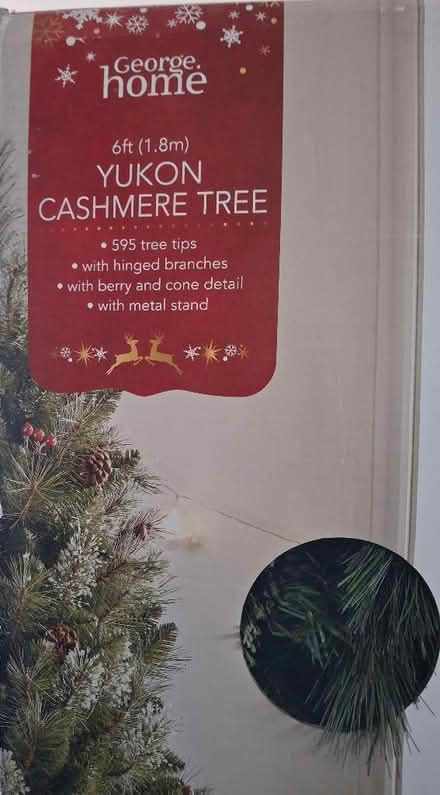 George.
home
6ft (1.8m)
YUKON
CASHMERE TREE
• 595 tree tips
• with hinged branches
• with berry and cone detail
• with metal stand